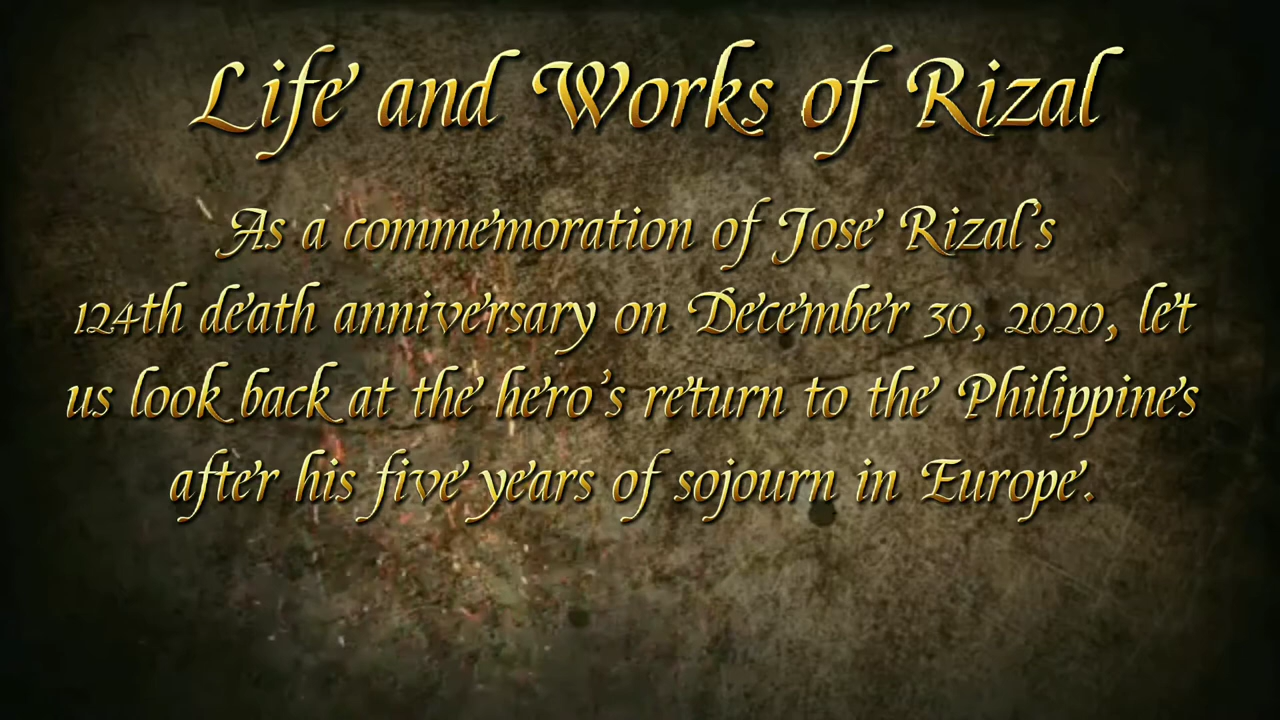 Life and Works of Rizal
As a commemoration of Jose Rizal's
124th death anniversary on December 30, 2020, let
us look back at the hero's return to the Philippines
after his five years of sojourn in Europe.